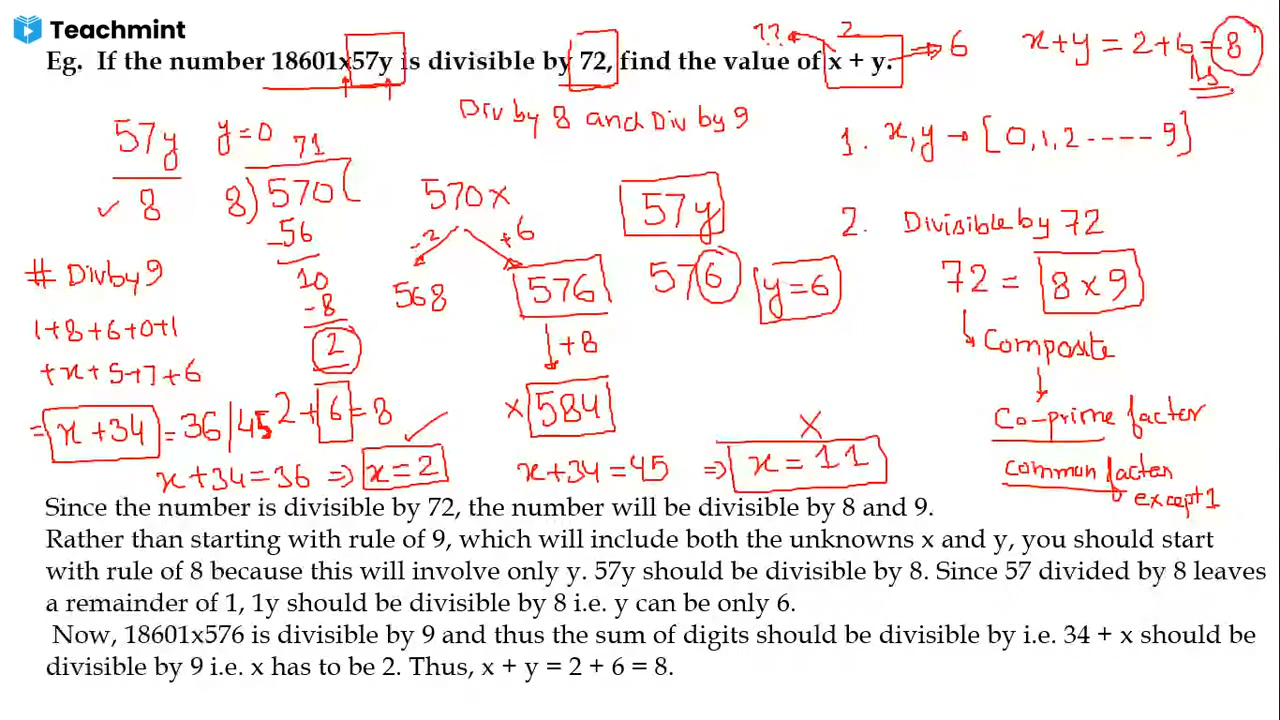 Teachmint
Eg. If the number 18601x57y is divisible by 72, find the value of x + y.
?? 2 6
x+y = 2+6 = 8
Ans
Div by 8 and Div by 9
1. x,y → [0,1,2 ----- 9]
57y
8
y=0
71
8) 570 (
-56
10
-8
2
2+6=8
570 x
-2 +6
568 576
+8
x 584
57y
576 y=6
2. Divisible by 72
72 = 8 x 9
Composite
Co-prime factor
common factor
except 1
# Div by 9
1+8+6+0+1
+x+5+7+6
= x+34 = 36|45
x+34=36 ⇒ x=2
x+34=45 ⇒ x=11
X
Since the number is divisible by 72, the number will be divisible by 8 and 9.
Rather than starting with rule of 9, which will include both the unknowns x and y, you should start
with rule of 8 because this will involve only y. 57y should be divisible by 8. Since 57 divided by 8 leaves
a remainder of 1, 1y should be divisible by 8 i.e. y can be only 6.
Now, 18601x576 is divisible by 9 and thus the sum of digits should be divisible by i.e. 34 + x should be
divisible by 9 i.e. x has to be 2. Thus, x + y = 2 + 6 = 8.